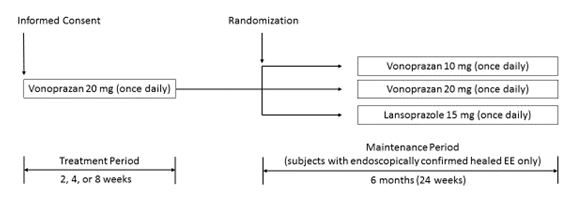 Informed Consent
Randomization
Vonoprazan 10 mg (once daily)
Vonoprazan 20 mg (once daily)
Vonoprazan 20 mg (once daily)
Lansoprazole 15 mg (once daily)
Treatment Period
2, 4, or 8 weeks
Maintenance Period
(subjects with endoscopically confirmed healed EE only)
6 months (24 weeks)